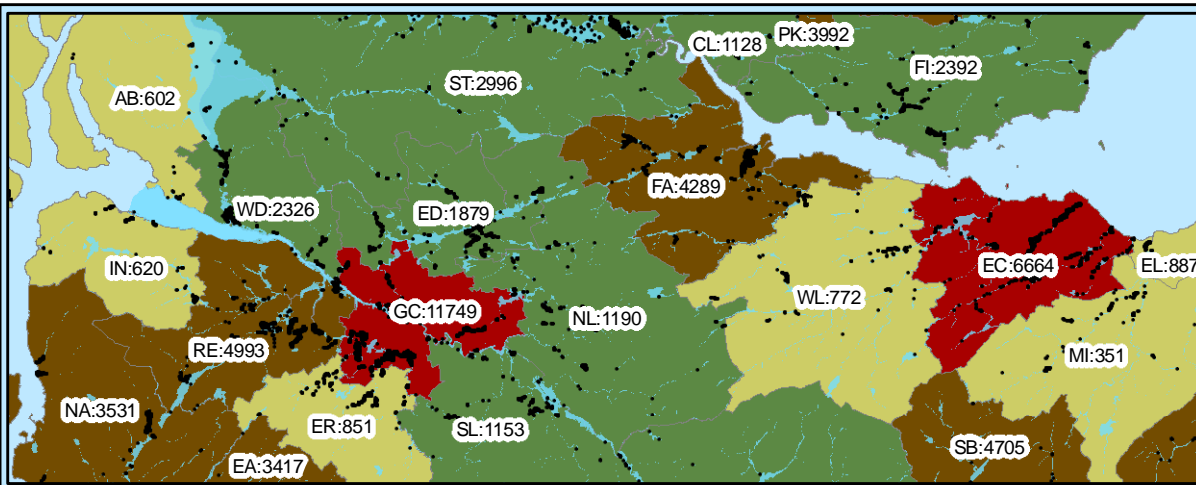 CL:1128
PK:3992
FI:2392
ST:2996
AB:602
FA:4289
WD:2326
ED:1879
IN:620
EC:6664
EL:887
WL:772
GC:11749
NL:1190
RE:4993
MI:351
NA:3531
ER:851
SL:1153
SB:4705
EA:3417